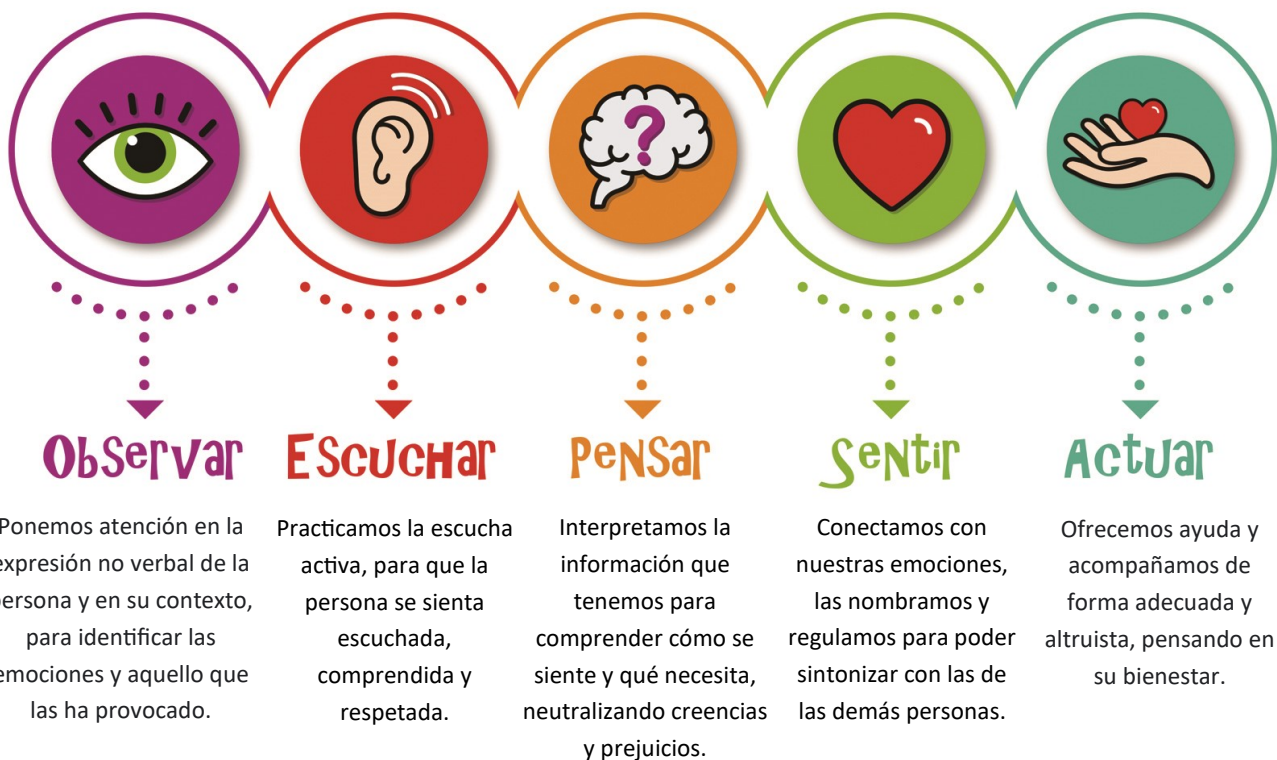 Observar
Ponemos atención en la
expresión no verbal de la
persona y en su contexto,
para identificar las
emociones y aquello que
las ha provocado.
Escuchar
Practicamos la escucha
activa, para que la
persona se sienta
escuchada,
comprendida y
respetada.
Pensar
Interpretamos la
información que
tenemos para
comprender cómo se
siente y qué necesita,
neutralizando creencias
y prejuicios.
Sentir
Conectamos con
nuestras emociones,
las nombramos y
regulamos para poder
sintonizar con las de
las demás personas.
Actuar
Ofrecemos ayuda y
acompañamos de
forma adecuada y
altruista, pensando en
su bienestar.